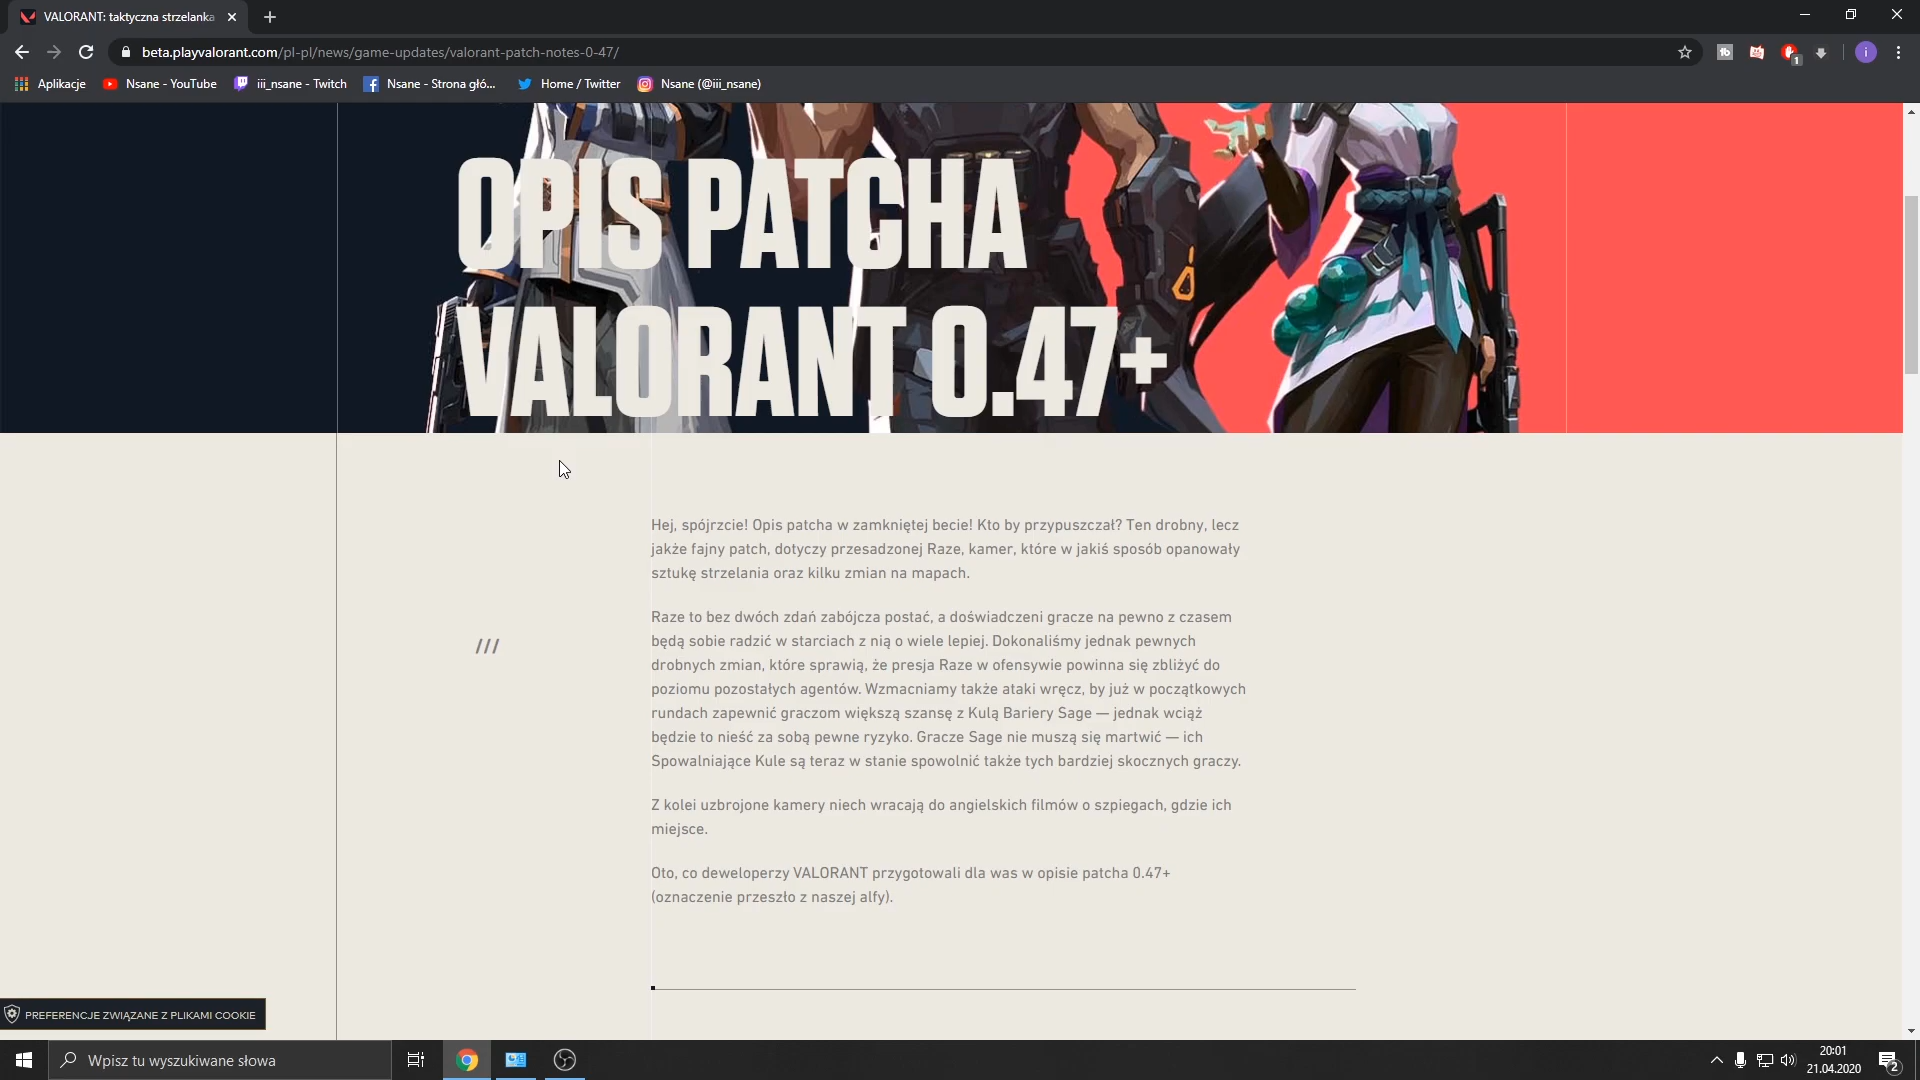 VALORANT: taktyczna strzelanka
beta.playvalorant.com/pl-pl/news/game-updates/valorant-patch-notes-0-47/
1
i
Aplikacje
Nsane - YouTube
iii_nsane - Twitch
Nsane - Strona głó...
Home / Twitter
Nsane (@iii_nsane)
OPIS PATCHA
VALORANT 0.47+
Hej, spójrzcie! Opis patcha w zamkniętej becie! Kto by przypuszczał? Ten drobny, lecz
jakże fajny patch, dotyczy przesadzonej Raze, kamer, które w jakiś sposób opanowały
sztukę strzelania oraz kilku zmian na mapach.
///
Raze to bez dwóch zdań zabójcza postać, a doświadczeni gracze na pewno z czasem
będą sobie radzić w starciach z nią o wiele lepiej. Dokonaliśmy jednak pewnych
drobnych zmian, które sprawią, że presja Raze w ofensywie powinna się zbliżyć do
poziomu pozostałych agentów. Wzmacniamy także ataki wręcz, by już w początkowych
rundach zapewnić graczom większą szansę z Kulą Bariery Sage — jednak wciąż
będzie to nieść za sobą pewne ryzyko. Gracze Sage nie muszą się martwić — ich
Spowalniające Kule są teraz w stanie spowolnić także tych bardziej skocznych graczy.
Z kolei uzbrojone kamery niech wracają do angielskich filmów o szpiegach, gdzie ich
miejsce.
Oto, co deweloperzy VALORANT przygotowali dla was w opisie patcha 0.47+
(oznaczenie przeszło z naszej alfy).
PREFERENCJE ZWIĄZANE Z PLIKAMI COOKIE
Wpisz tu wyszukiwane słowa
20:01
21.04.2020
2